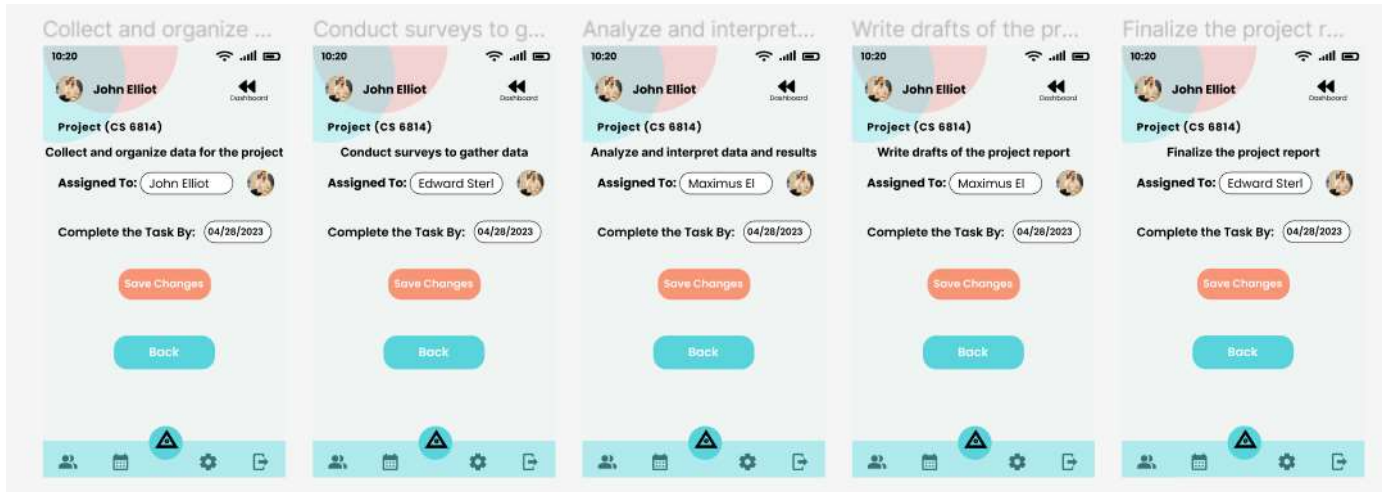 Collect and organize ...
10:20
John Elliot
Dashboard
Project (CS 6814)
Collect and organize data for the project
Assigned To: John Elliot
Complete the Task By: 04/28/2023
Save Changes
Back
Conduct surveys to g...
10:20
John Elliot
Dashboard
Project (CS 6814)
Conduct surveys to gather data
Assigned To: Edward Sterl
Complete the Task By: 04/28/2023
Save Changes
Back
Analyze and interpret...
10:20
John Elliot
Dashboard
Project (CS 6814)
Analyze and interpret data and results
Assigned To: Maximus El
Complete the Task By: 04/28/2023
Save Changes
Back
Write drafts of the pr...
10:20
John Elliot
Dashboard
Project (CS 6814)
Write drafts of the project report
Assigned To: Maximus El
Complete the Task By: 04/28/2023
Save Changes
Back
Finalize the project r...
10:20
John Elliot
Dashboard
Project (CS 6814)
Finalize the project report
Assigned To: Edward Sterl
Complete the Task By: 04/28/2023
Save Changes
Back